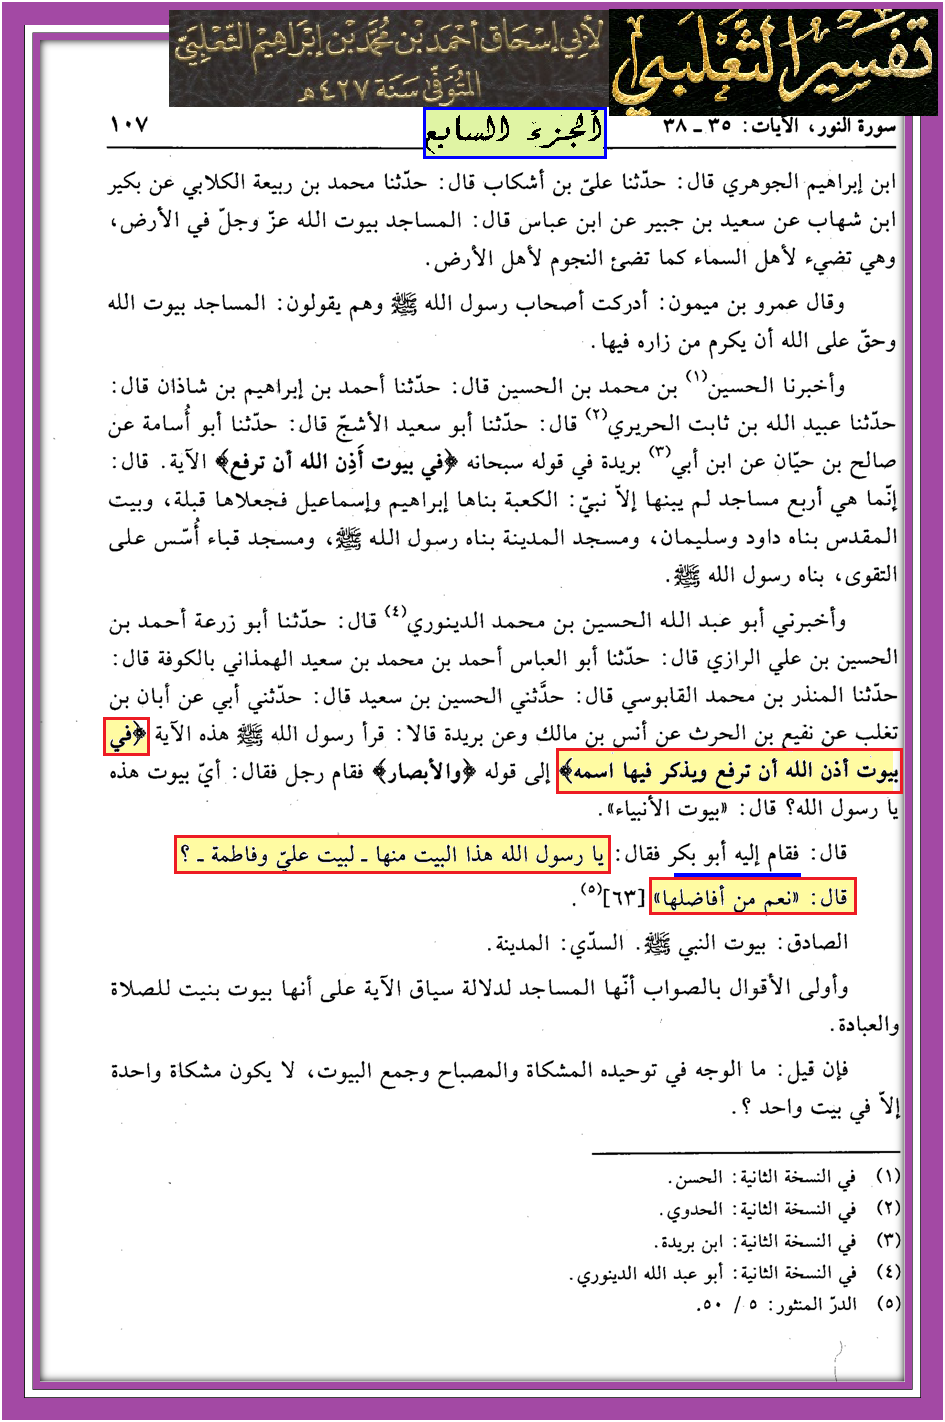 لأبي إسحاق أحمد بن محمد بن إبراهيم الثعلبي
المتوفى سنة ٤٢٧هـ
تفسير الثعلبي
سورة النور، الآيات: ٣٥ ـ ٣٨
الجزء السابع
١٠٧
ابن إبراهيم الجوهري قال: حدّثنا عليّ بن أشكاب قال: حدّثنا محمد بن ربيعة الكلابي عن بكير
ابن شهاب عن سعيد بن جبير عن ابن عباس قال: المساجد بيوت الله عزّ وجلّ في الأرض،
وهي تضيء لأهل السماء كما تضئ النجوم لأهل الأرض.
وقال عمرو بن ميمون: أدركت أصحاب رسول الله ﷺ وهم يقولون: المساجد بيوت الله
وحقّ على الله أن يكرم من زاره فيها.
وأخبرنا الحسين(١) بن محمد بن الحسين قال: حدّثنا أحمد بن إبراهيم بن شاذان قال:
حدّثنا عبيد الله بن ثابت الحريري(٢) قال: حدّثنا أبو سعيد الأشجّ قال: حدّثنا أبو أُسامة عن
صالح بن حيّان عن ابن أبي(٣) بريدة في قوله سبحانه ﴿في بيوت أَذِن الله أن ترفع﴾ الآية. قال:
إنّما هي أربع مساجد لم يبنها إلاّ نبيّ: الكعبة بناها إبراهيم وإسماعيل فجعلاها قبلة، وبيت
المقدس بناه داود وسليمان، ومسجد المدينة بناه رسول الله ﷺ، ومسجد قباء أُسّس على
التقوى، بناه رسول الله ﷺ.
وأخبرني أبو عبد الله الحسين بن محمد الدينوري(٤) قال: حدّثنا أبو زرعة أحمد بن
الحسين بن علي الرازي قال: حدّثنا أبو العباس أحمد بن محمد بن سعيد الهمذاني بالكوفة قال:
حدّثنا المنذر بن محمد القابوسي قال: حدَّثني الحسين بن سعيد قال: حدّثني أبي عن أبان بن
تغلب عن نفيع بن الحرث عن أنس بن مالك وعن بريدة قالا: قرأ رسول الله ﷺ هذه الآية ﴿في
بيوت أذن الله أن ترفع ويذكر فيها اسمه﴾ إلى قوله ﴿والأبصار﴾ فقام رجل فقال: أيّ بيوت هذه
يا رسول الله؟ قال: «بيوت الأنبياء».
قال: فقام إليه أبو بكر فقال: يا رسول الله هذا البيت منها ـ لبيت عليّ وفاطمة ـ ؟
قال: «نعم من أفاضلها» [٦٣](٥).
الصادق: بيوت النبي ﷺ. السدّي: المدينة.
وأولى الأقوال بالصواب أنّها المساجد لدلالة سياق الآية على أنها بيوت بنيت للصلاة
والعبادة.
فإن قيل: ما الوجه في توحيده المشكاة والمصباح وجمع البيوت، لا يكون مشكاة واحدة
إلاّ في بيت واحد ؟.
(١) في النسخة الثانية: الحسن.
(٢) في النسخة الثانية: الحدوي.
(٣) في النسخة الثانية: ابن بريدة.
(٤) في النسخة الثانية: أبو عبد الله الدينوري.
(٥) الدرّ المنثور: ٥ / ٥٠.